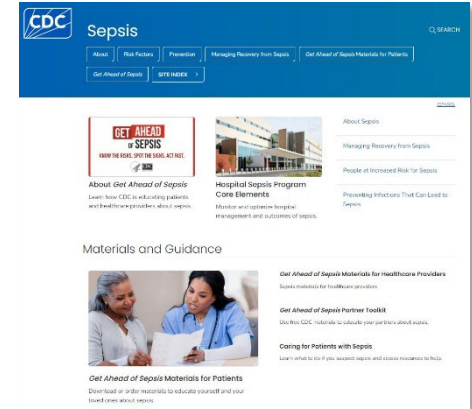 CDC
Sepsis
SEARCH
About
Risk Factors
Prevention
Managing Recovery from Sepsis
Get Ahead of Sepsis Materials for Patients
Get Ahead of Sepsis
SITE INDEX >
ESPAÑOL
GET AHEAD
OF SEPSIS
KNOW THE RISKS. SPOT THE SIGNS. ACT FAST.
CDC
About Get Ahead of Sepsis
Learn how CDC is educating patients
and healthcare providers about sepsis.
Hospital Sepsis Program
Core Elements
Monitor and optimize hospital
management and outcomes of sepsis.
About Sepsis
Managing Recovery from Sepsis
People at Increased Risk for Sepsis
Preventing Infections That Can Lead to
Sepsis
Materials and Guidance
Get Ahead of Sepsis Materials for Patients
Download or order materials to educate yourself and your
loved ones about sepsis.
Get Ahead of Sepsis Materials for Healthcare Providers
Sepsis materials for healthcare providers.
Get Ahead of Sepsis Partner Toolkit
Use free CDC materials to educate your partners about sepsis.
Caring for Patients with Sepsis
Learn what to do if you suspect sepsis and access resources to help.